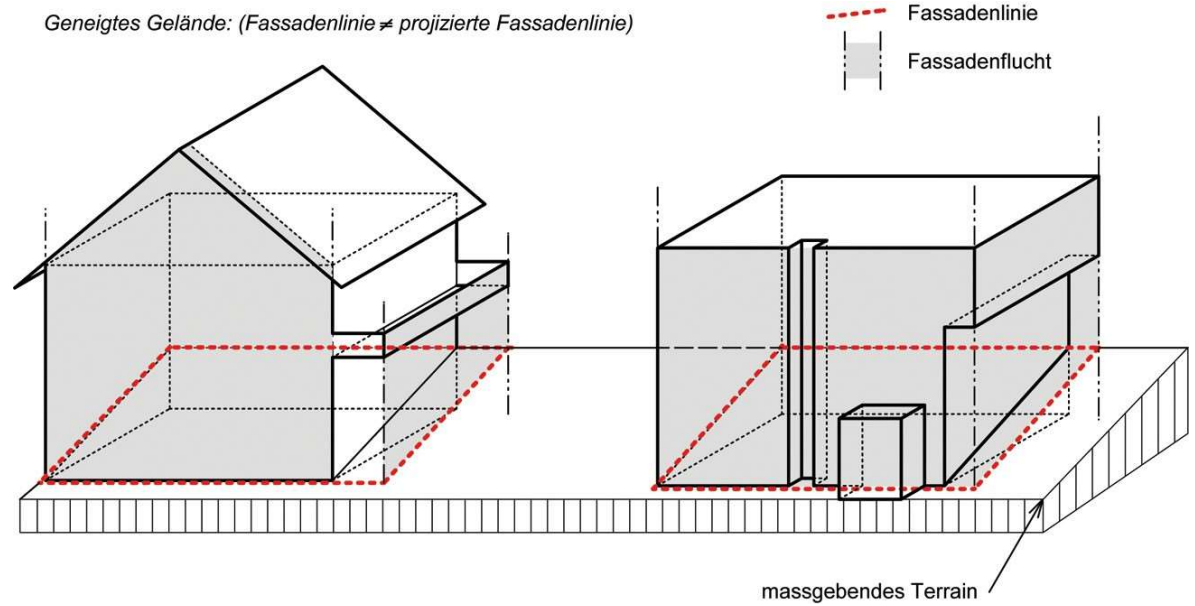 Geneigtes Gelände: (Fassadenlinie ≠ projizierte Fassadenlinie)
Fassadenlinie
Fassadenflucht
massgebendes Terrain